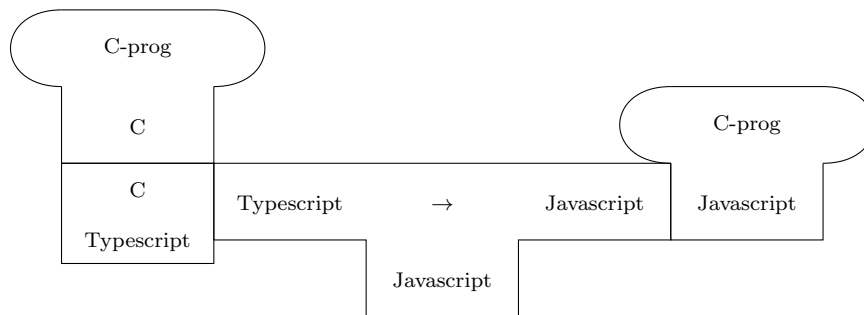 C-prog
C
C
Typescript
Typescript → Javascript
Javascript
C-prog
Javascript